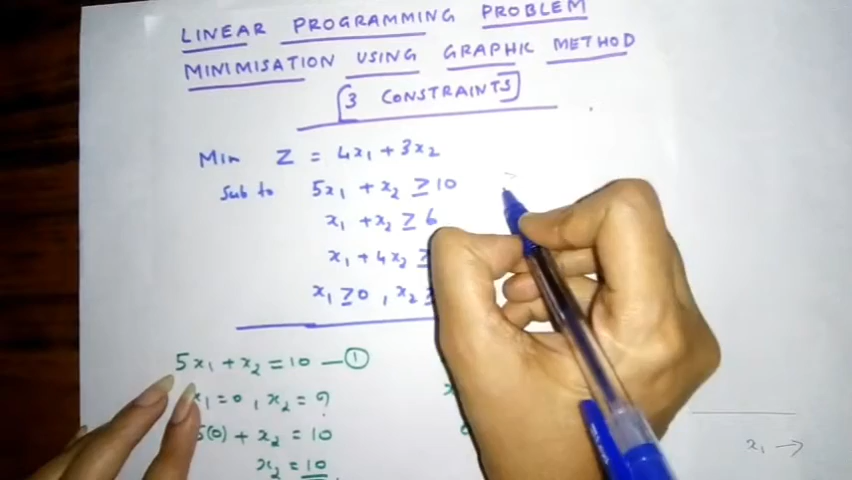 LINEAR PROGRAMMING PROBLEM
MINIMISATION USING GRAPHIC METHOD
3 CONSTRAINTS
Min Z = 4x₁ + 3x₂
Sub to 5x₁ + x₂ ≥ 10
x₁ + x₂ ≥ 6
x₁ + 4x₂ ≥
x₁ ≥ 0, x₂ ≥
5x₁ + x₂ = 10 — ①
x₁ = 0, x₂ = ?
5(0) + x₂ = 10
x₂ = 10
x₁ →